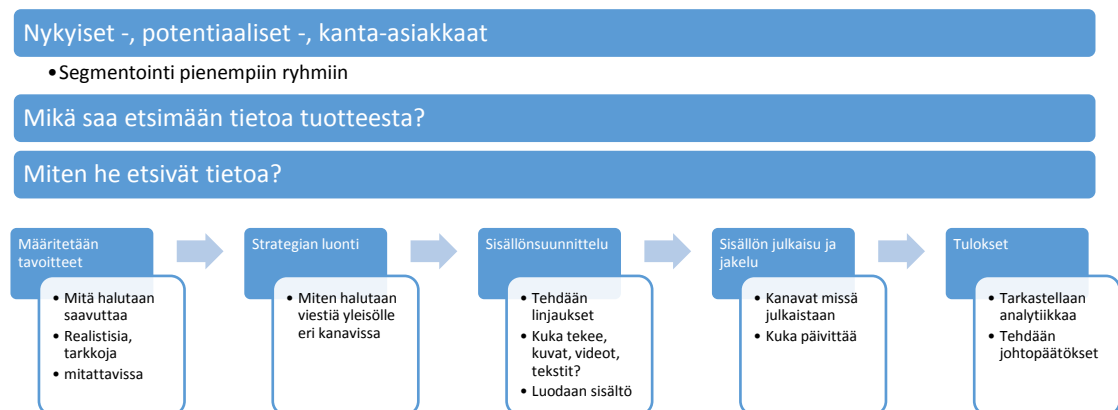 Nykyiset -, potentiaaliset -, kanta-asiakkaat
•Segmentointi pienempiin ryhmiin
Mikä saa etsimään tietoa tuotteesta?
Miten he etsivät tietoa?
Määritetään
tavoitteet
• Mitä halutaan
saavuttaa
• Realistisia,
tarkkoja
• mitattavissa
Strategian luonti
• Miten halutaan
viestiä yleisölle
eri kanavissa
Sisällönsuunnittelu
• Tehdään
linjaukset
• Kuka tekee,
kuvat, videot,
tekstit?
• Luodaan sisältö
Sisällön julkaisu ja
jakelu
• Kanavat missä
julkaistaan
• Kuka päivittää
Tulokset
• Tarkastellaan
analytiikkaa
• Tehdään
johtopäätökset